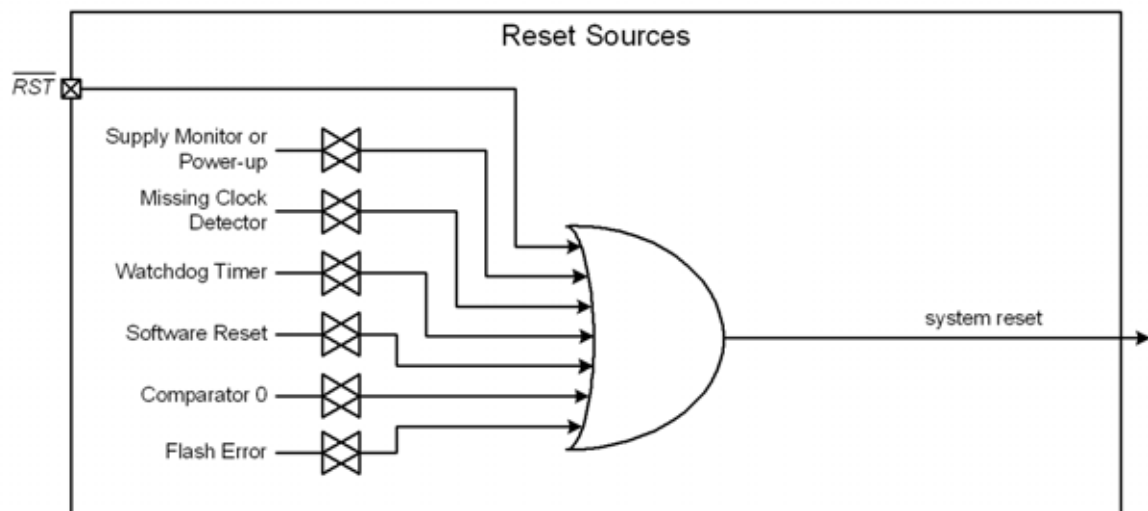 Reset Sources
RST
Supply Monitor or
Power-up
Missing Clock
Detector
Watchdog Timer
Software Reset
Comparator 0
Flash Error
system reset